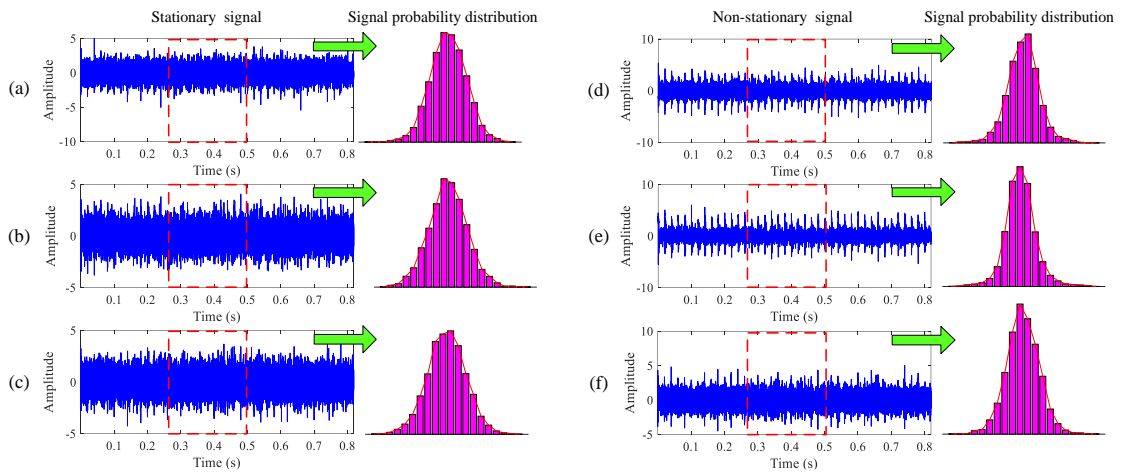 Stationary signal
Signal probability distribution
(a)
Amplitude
5
0
-5
-10
0.1 0.2 0.3 0.4 0.5 0.6 0.7 0.8
Time (s)
(b)
Amplitude
5
0
-5
0.1 0.2 0.3 0.4 0.5 0.6 0.7 0.8
Time (s)
(c)
Amplitude
5
0
-5
0.1 0.2 0.3 0.4 0.5 0.6 0.7 0.8
Time (s)
Non-stationary signal
Signal probability distribution
(d)
Amplitude
10
0
-10
0.1 0.2 0.3 0.4 0.5 0.6 0.7 0.8
Time (s)
(e)
Amplitude
10
0
-10
0.1 0.2 0.3 0.4 0.5 0.6 0.7 0.8
Time (s)
(f)
Amplitude
10
5
0
-5
0.1 0.2 0.3 0.4 0.5 0.6 0.7 0.8
Time (s)